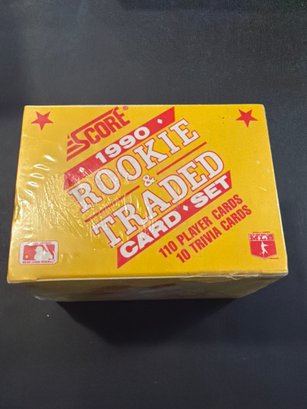 SCORE®
1990
ROOKIE
&
TRADED
CARD • SET
110 PLAYER CARDS
10 TRIVIA CARDS